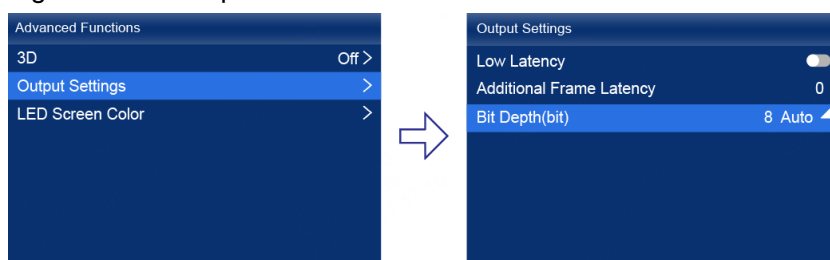 Advanced Functions
3D Off >
Output Settings >
LED Screen Color >
Output Settings
Low Latency
Additional Frame Latency 0
Bit Depth(bit) 8 Auto